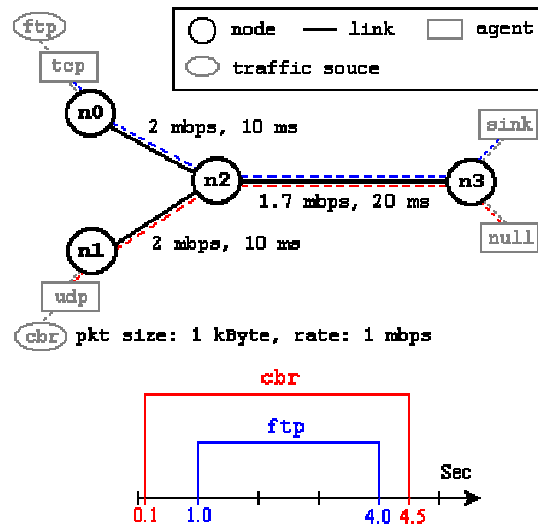 ftp
node
link
agent
tcp
traffic souce
n0
2 mbps, 10 ms
sink
n2
n3
1.7 mbps, 20 ms
n1
2 mbps, 10 ms
null
udp
cbr
pkt size: 1 kByte, rate: 1 mbps
cbr
ftp
Sec
0.1
1.0
4.0
4.5